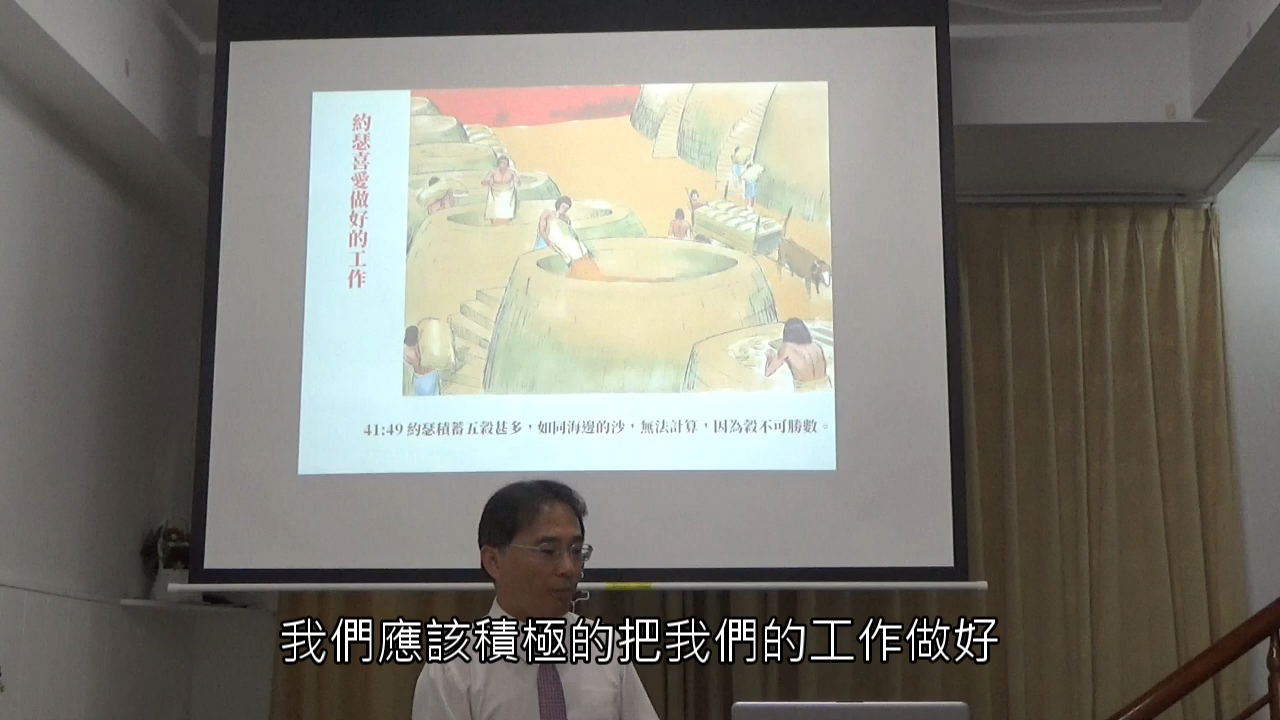 約瑟喜愛做好的工作
41:49 約瑟積蓄五穀甚多，如同海邊的沙，無法計算，因為穀不可勝數。
我們應該積極的把我們的工作做好